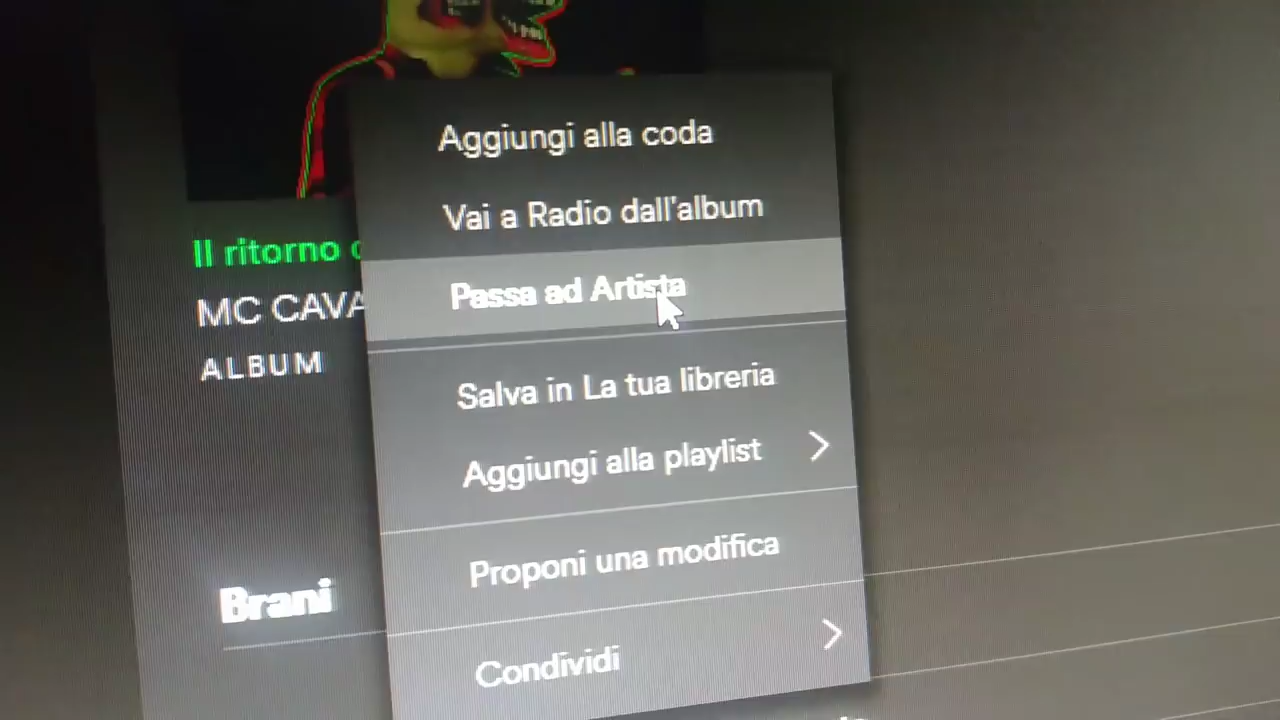 Aggiungi alla coda
Vai a Radio dall'album
Il ritorno
Passa ad Artista
MC CAVA
ALBUM
Salva in La tua libreria
Aggiungi alla playlist
Proponi una modifica
Brani
Condividi